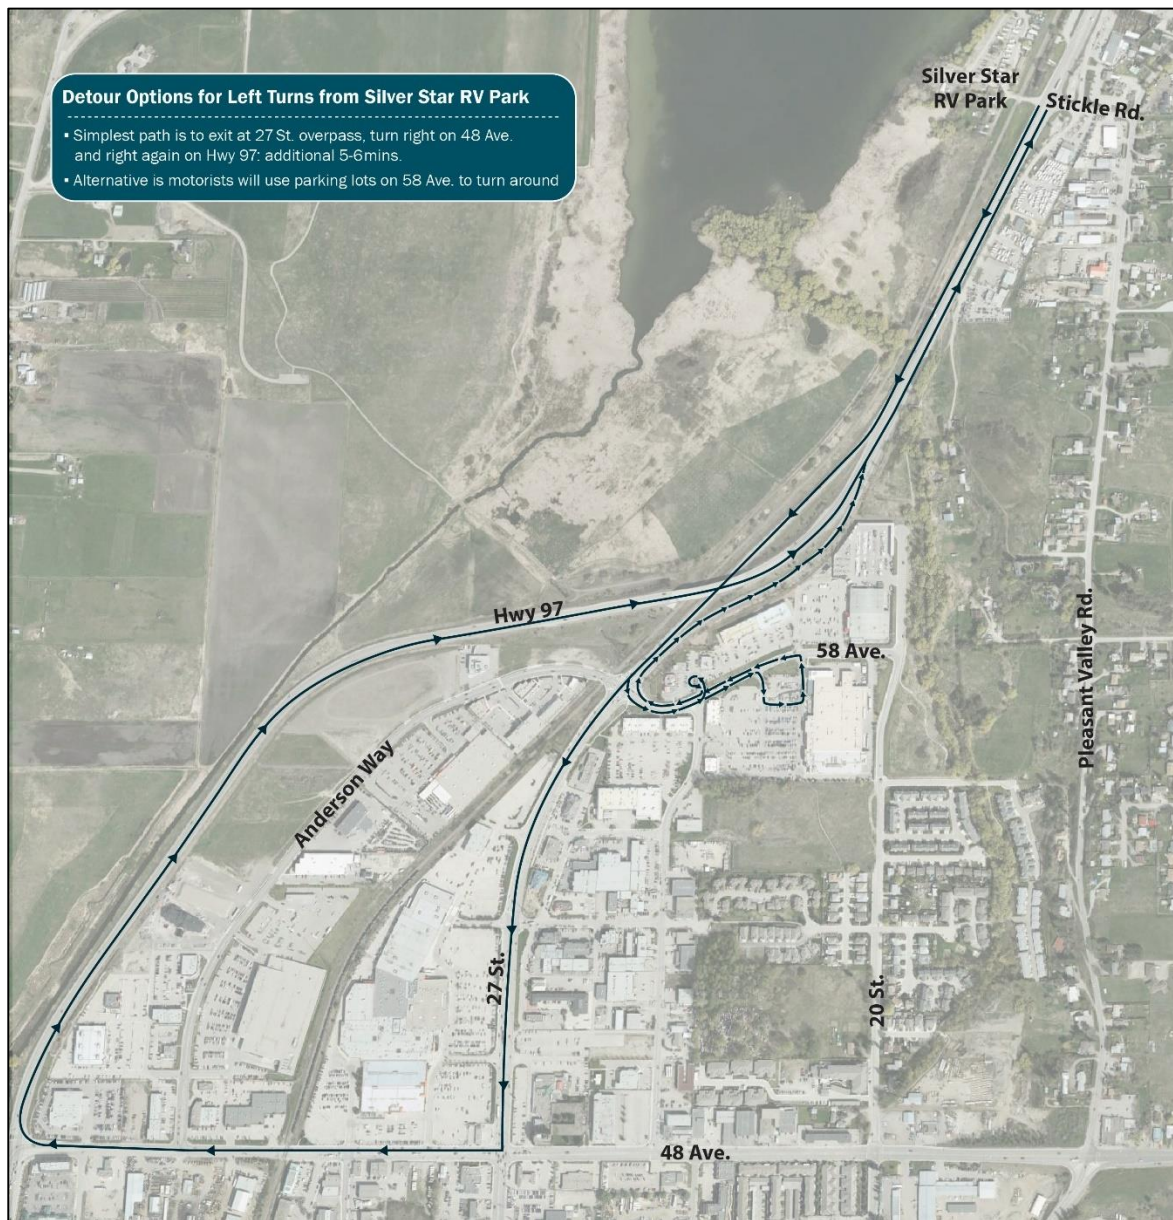 Detour Options for Left Turns from Silver Star RV Park
▪ Simplest path is to exit at 27 St. overpass, turn right on 48 Ave.
and right again on Hwy 97: additional 5-6mins.
▪ Alternative is motorists will use parking lots on 58 Ave. to turn around
Silver Star
RV Park
Stickle Rd.
Hwy 97
58 Ave.
Pleasant Valley Rd.
Anderson Way
27 St.
20 St.
48 Ave.